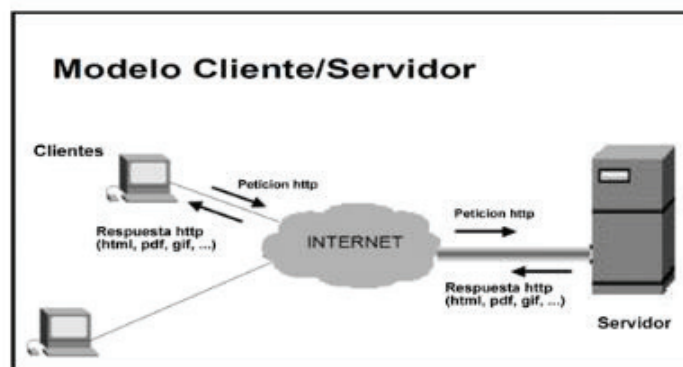 Modelo Cliente/Servidor
Clientes
Peticion http
Respuesta http
(html, pdf, gif, ...)
INTERNET
Peticion http
Respuesta http
(html, pdf, gif, ...)
Servidor